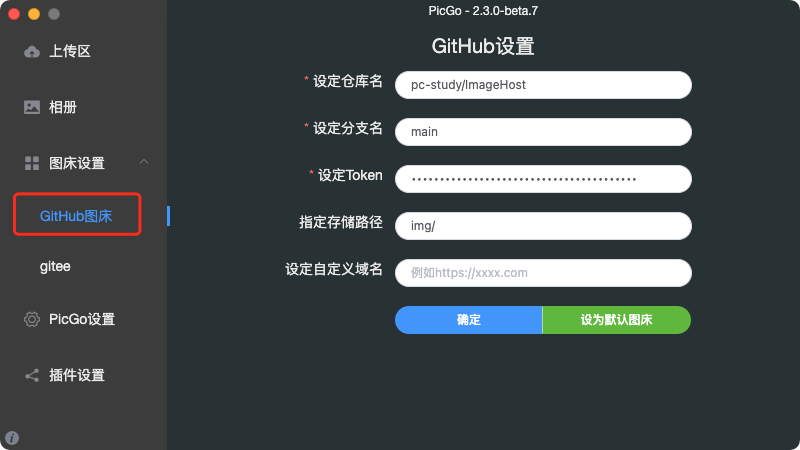 PicGo - 2.3.0-beta.7
上传区
相册
图床设置
GitHub图床
gitee
PicGo设置
插件设置
GitHub设置
* 设定仓库名 pc-study/ImageHost
* 设定分支名 main
* 设定Token ••••••••••••••••••••••••••••••••••••••••
指定存储路径 img/
设定自定义域名 例如https://xxxx.com
确定 设为默认图床